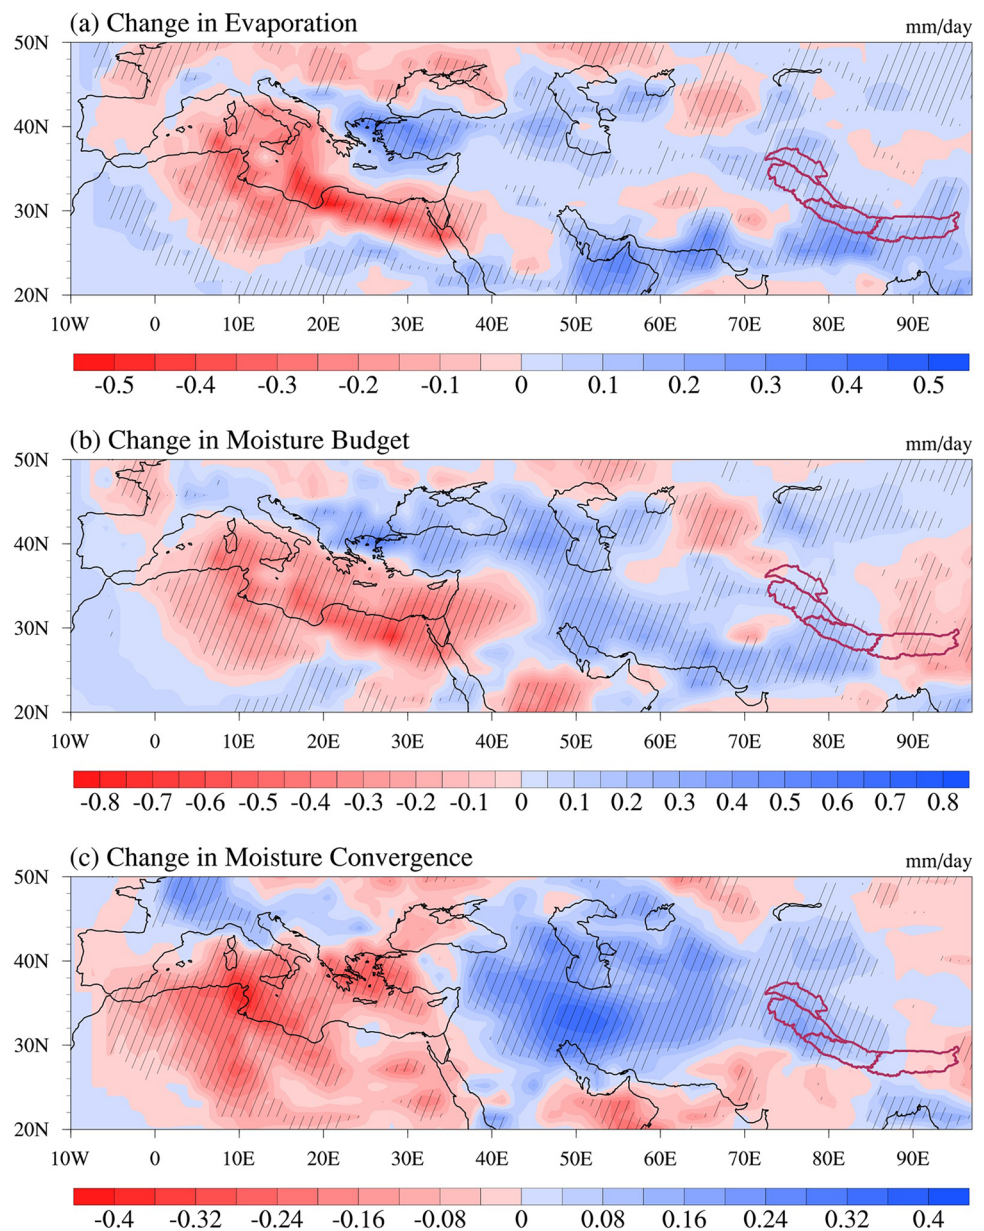 (a) Change in Evaporation mm/day
50N
40N
30N
20N
10W 0 10E 20E 30E 40E 50E 60E 70E 80E 90E
-0.5 -0.4 -0.3 -0.2 -0.1 0 0.1 0.2 0.3 0.4 0.5
(b) Change in Moisture Budget mm/day
50N
40N
30N
20N
10W 0 10E 20E 30E 40E 50E 60E 70E 80E 90E
-0.8 -0.7 -0.6 -0.5 -0.4 -0.3 -0.2 -0.1 0 0.1 0.2 0.3 0.4 0.5 0.6 0.7 0.8
(c) Change in Moisture Convergence mm/day
50N
40N
30N
20N
10W 0 10E 20E 30E 40E 50E 60E 70E 80E 90E
-0.4 -0.32 -0.24 -0.16 -0.08 0 0.08 0.16 0.24 0.32 0.4